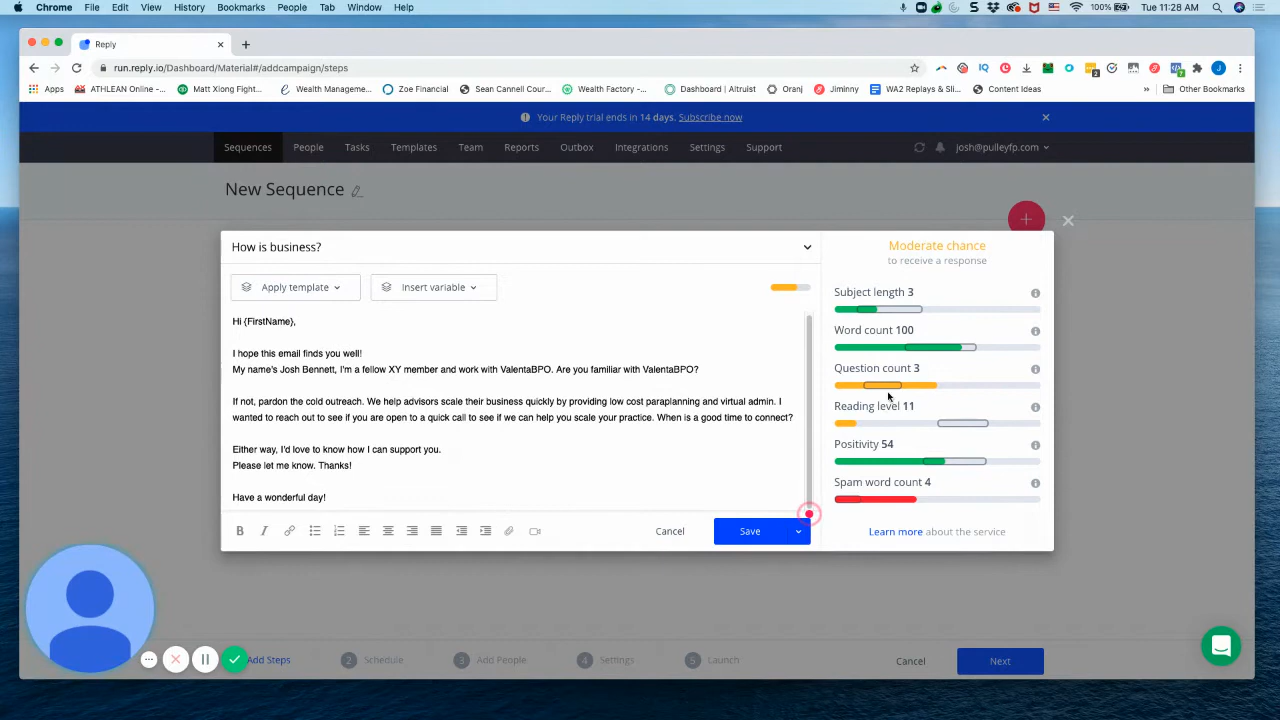 Chrome File Edit View History Bookmarks People Tab Window Help 100% Tue 11:28 AM
Reply
run.reply.io/Dashboard/Material#/addcampaign/steps
Apps ATHLEAN Online -... Matt Xiong Fight... Wealth Manageme... Zoe Financial Sean Cannell Cour... Wealth Factory -... Dashboard | Altruist Oranj Jiminny WA2 Replays & Sli... Content Ideas » Other Bookmarks
Your Reply trial ends in 14 days. Subscribe now
Sequences People Tasks Templates Team Reports Outbox Integrations Settings Support josh@pulleyfp.com
New Sequence
How is business?
Apply template Insert variable
Hi {FirstName},
I hope this email finds you well!
My name's Josh Bennett, I'm a fellow XY member and work with ValentaBPO. Are you familiar with ValentaBPO?
If not, pardon the cold outreach. We help advisors scale their business quickly by providing low cost paraplanning and virtual admin. I
wanted to reach out to see if you are open to a quick call to see if we can help you scale your practice. When is a good time to connect?
Either way, I'd love to know how I can support you.
Please let me know. Thanks!
Have a wonderful day!
Cancel Save
Moderate chance
to receive a response
Subject length 3
Word count 100
Question count 3
Reading level 11
Positivity 54
Spam word count 4
Learn more about the service
Add Steps 2 Schedule 3 Add People 4 Settings 5 Launch Cancel Next